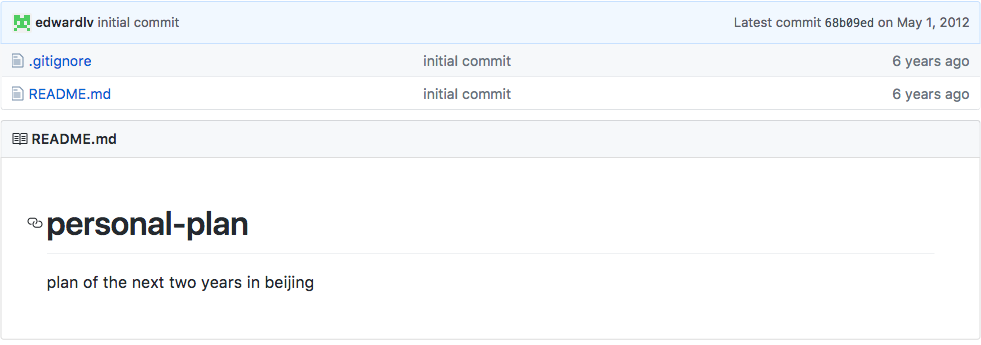 edwardlv initial commit Latest commit 68b09ed on May 1, 2012
.gitignore initial commit 6 years ago
README.md initial commit 6 years ago
README.md
personal-plan
plan of the next two years in beijing